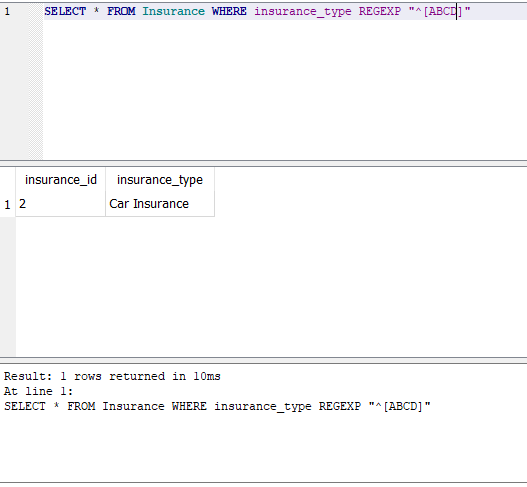 1 SELECT * FROM Insurance WHERE insurance_type REGEXP "^[ABCD]"
insurance_id insurance_type
1 2 Car Insurance
Result: 1 rows returned in 10ms
At line 1:
SELECT * FROM Insurance WHERE insurance_type REGEXP "^[ABCD]"